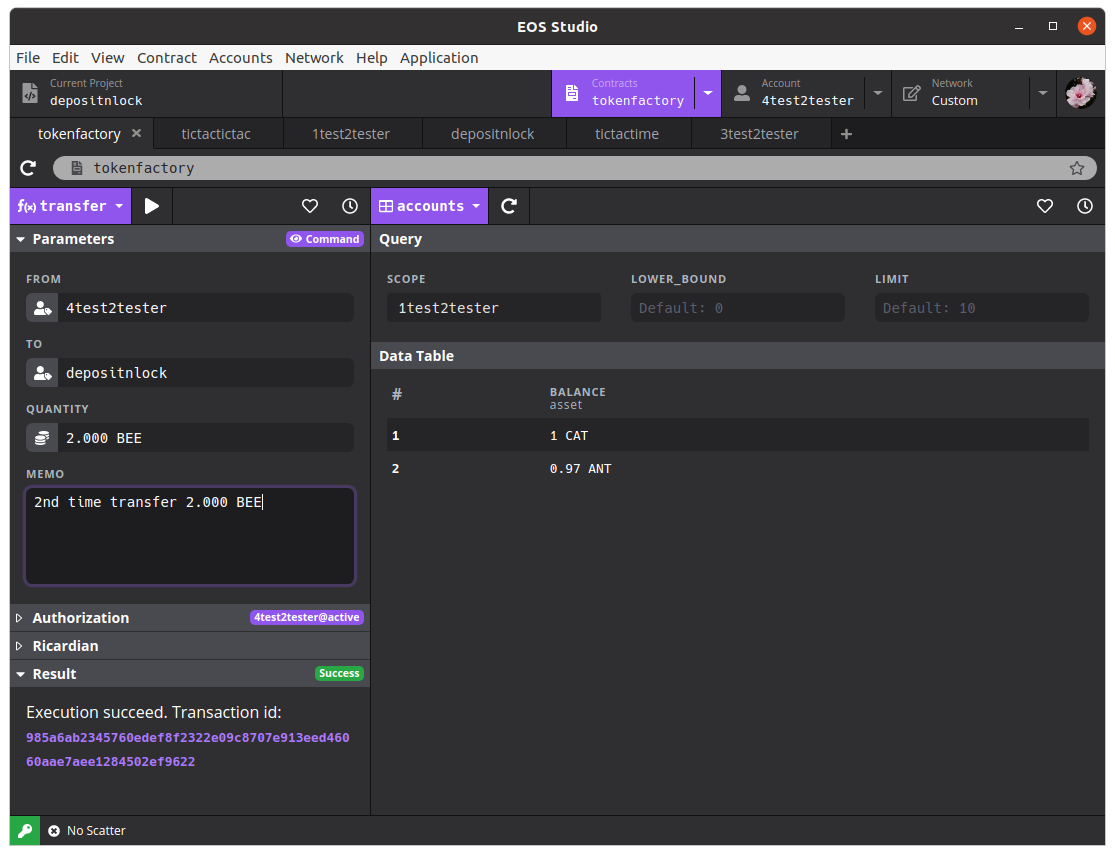 EOS Studio
File Edit View Contract Accounts Network Help Application
Current Project
depositnlock
Contracts
tokenfactory
Account
4test2tester
Network
Custom
tokenfactory tictactictac 1test2tester depositnlock tictactime 3test2tester
tokenfactory
f(x) transfer
accounts
Parameters Command
FROM
4test2tester
TO
depositnlock
QUANTITY
2.000 BEE
MEMO
2nd time transfer 2.000 BEE
Authorization 4test2tester@active
Ricardian
Result Success
Execution succeed. Transaction id:
985a6ab2345760edef8f2322e09c8707e913eed460
60aae7aee1284502ef9622
Query
SCOPE LOWER_BOUND LIMIT
1test2tester Default: 0 Default: 10
Data Table
# BALANCE
asset
1 1 CAT
2 0.97 ANT
No Scatter